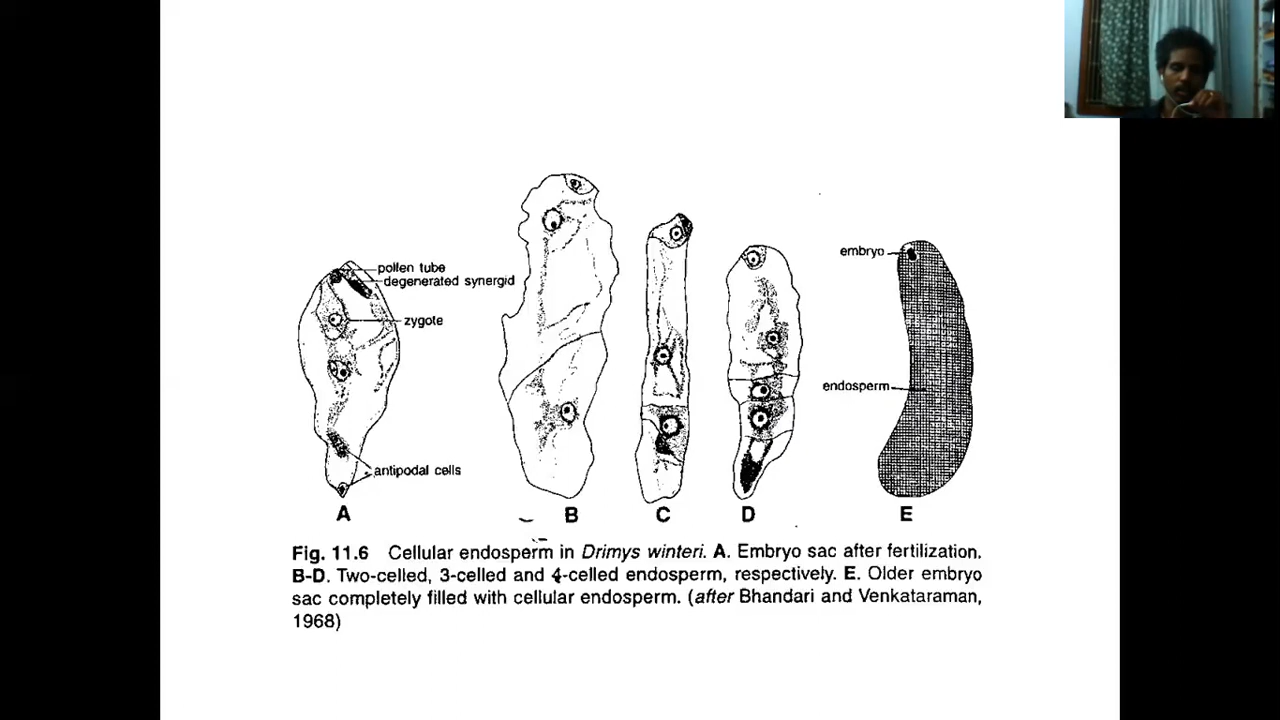 pollen tube
degenerated synergid
zygote
antipodal cells
embryo
endosperm
A
B
C
D
E
Fig. 11.6 Cellular endosperm in Drimys winteri. A. Embryo sac after fertilization.
B-D. Two-celled, 3-celled and 4-celled endosperm, respectively. E. Older embryo
sac completely filled with cellular endosperm. (after Bhandari and Venkataraman,
1968)